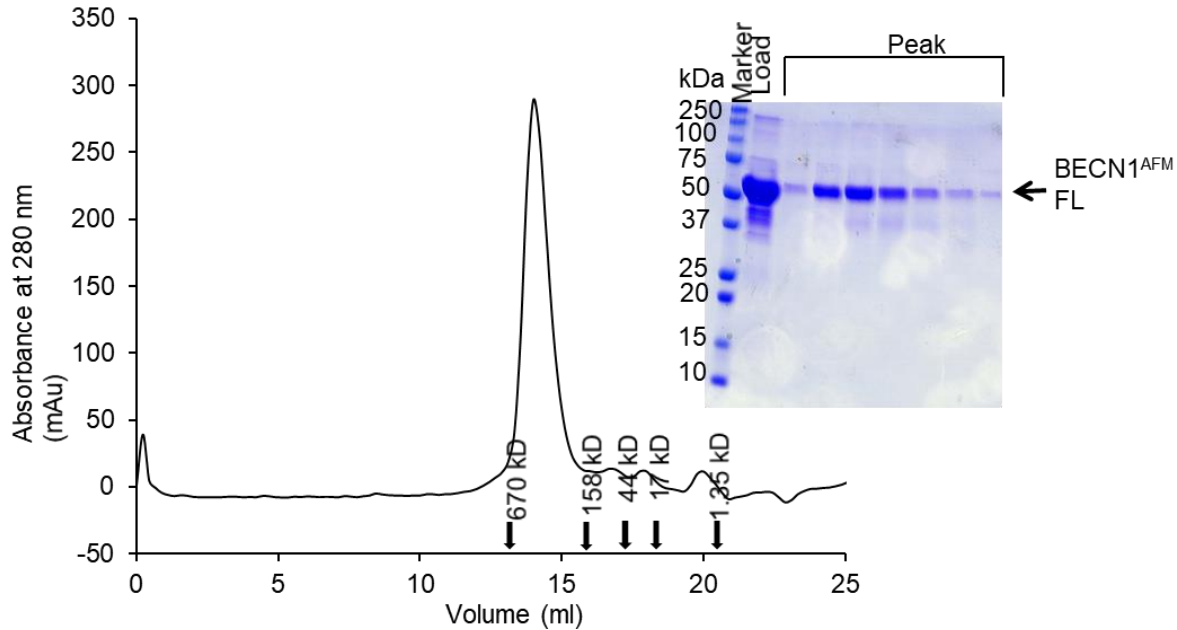 350
300
250
200
150
100
50
0
-50
Absorbance at 280 nm
(mAu)
0
5
10
15
20
25
Volume (ml)
670 kD
158 kD
44 kD
17 kD
1.35 kD
Peak
kDa
Marker
Load
250
100
75
50
37
25
20
15
10
BECN1ᴬᶠᴹ
FL